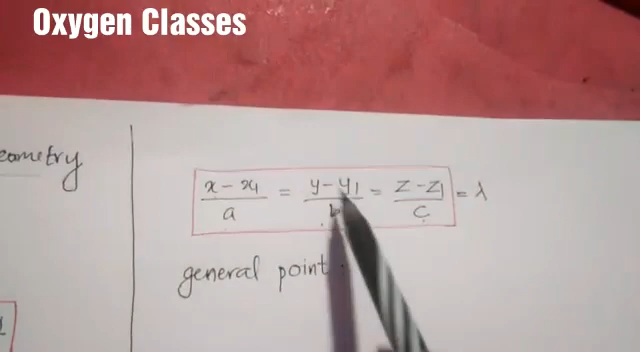 Oxygen Classes
eometry
x - x1 / a = y - y1 / b = z - z1 / c = λ
general point